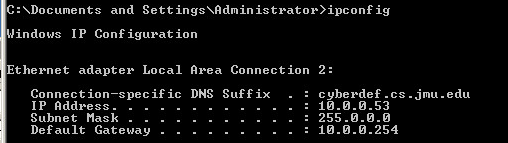 C:\Documents and Settings\Administrator>ipconfig
Windows IP Configuration
Ethernet adapter Local Area Connection 2:
Connection-specific DNS Suffix  . : cyberdef.cs.jmu.edu
IP Address. . . . . . . . . . . . : 10.0.0.53
Subnet Mask . . . . . . . . . . . : 255.0.0.0
Default Gateway . . . . . . . . . : 10.0.0.254